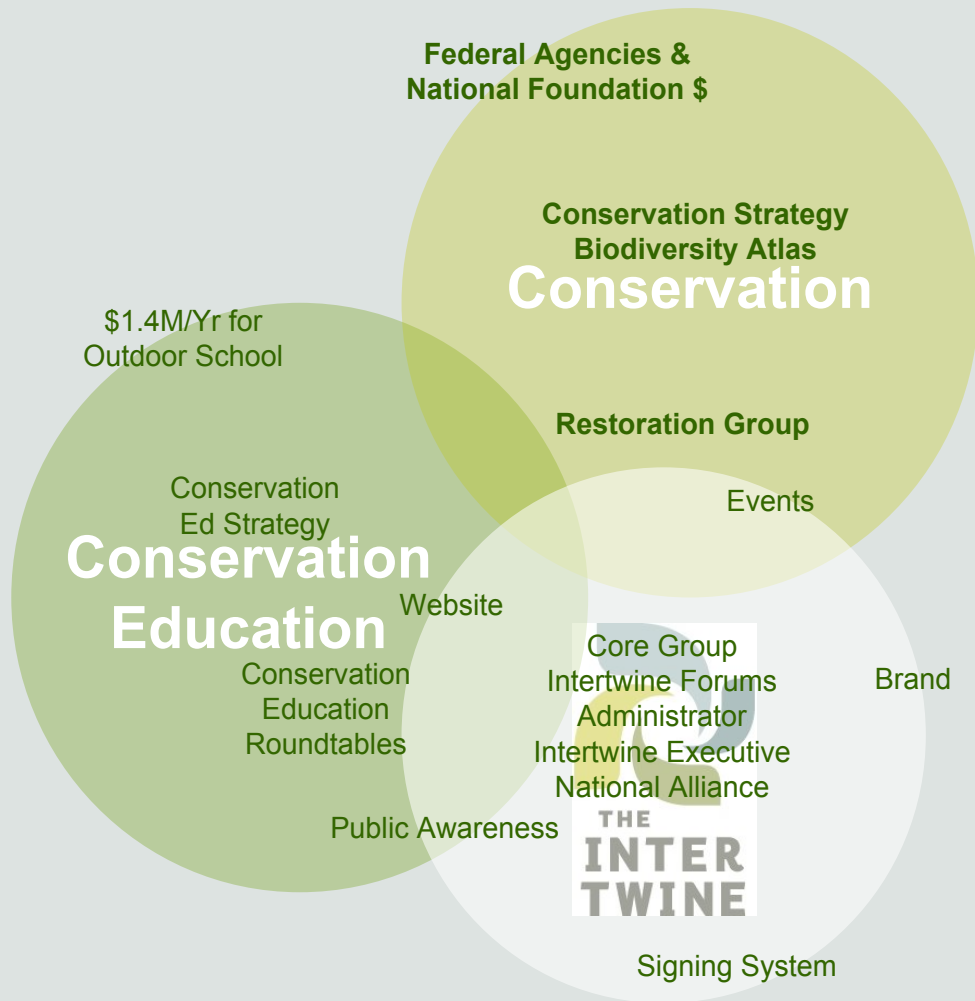 Federal Agencies &
National Foundation $
Conservation Strategy
Biodiversity Atlas
Conservation
$1.4M/Yr for
Outdoor School
Restoration Group
Conservation
Ed Strategy
Events
Conservation
Education
Website
Conservation
Education
Roundtables
Core Group
Intertwine Forums
Administrator
Intertwine Executive
National Alliance
Brand
Public Awareness
THE
INTER
TWINE
Signing System